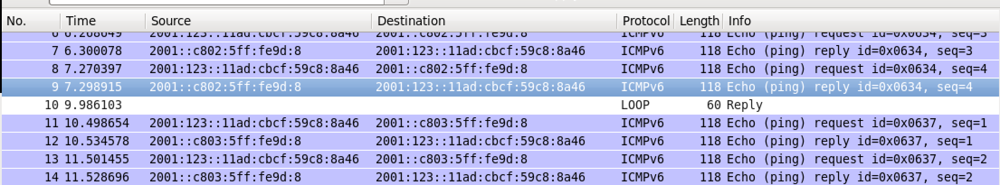 No. Time Source Destination Protocol Length Info
6 6.268649 2001:123::11ad:cbcf:59c8:8a46 2001::c802:5ff:fe9d:8 ICMPv6 118 Echo (ping) request id=0x0634, seq=3
7 6.300078 2001::c802:5ff:fe9d:8 2001:123::11ad:cbcf:59c8:8a46 ICMPv6 118 Echo (ping) reply id=0x0634, seq=3
8 7.270397 2001:123::11ad:cbcf:59c8:8a46 2001::c802:5ff:fe9d:8 ICMPv6 118 Echo (ping) request id=0x0634, seq=4
9 7.298915 2001::c802:5ff:fe9d:8 2001:123::11ad:cbcf:59c8:8a46 ICMPv6 118 Echo (ping) reply id=0x0634, seq=4
10 9.986103 LOOP 60 Reply
11 10.498654 2001:123::11ad:cbcf:59c8:8a46 2001::c803:5ff:fe9d:8 ICMPv6 118 Echo (ping) request id=0x0637, seq=1
12 10.534578 2001::c803:5ff:fe9d:8 2001:123::11ad:cbcf:59c8:8a46 ICMPv6 118 Echo (ping) reply id=0x0637, seq=1
13 11.501455 2001:123::11ad:cbcf:59c8:8a46 2001::c803:5ff:fe9d:8 ICMPv6 118 Echo (ping) request id=0x0637, seq=2
14 11.528696 2001::c803:5ff:fe9d:8 2001:123::11ad:cbcf:59c8:8a46 ICMPv6 118 Echo (ping) reply id=0x0637, seq=2